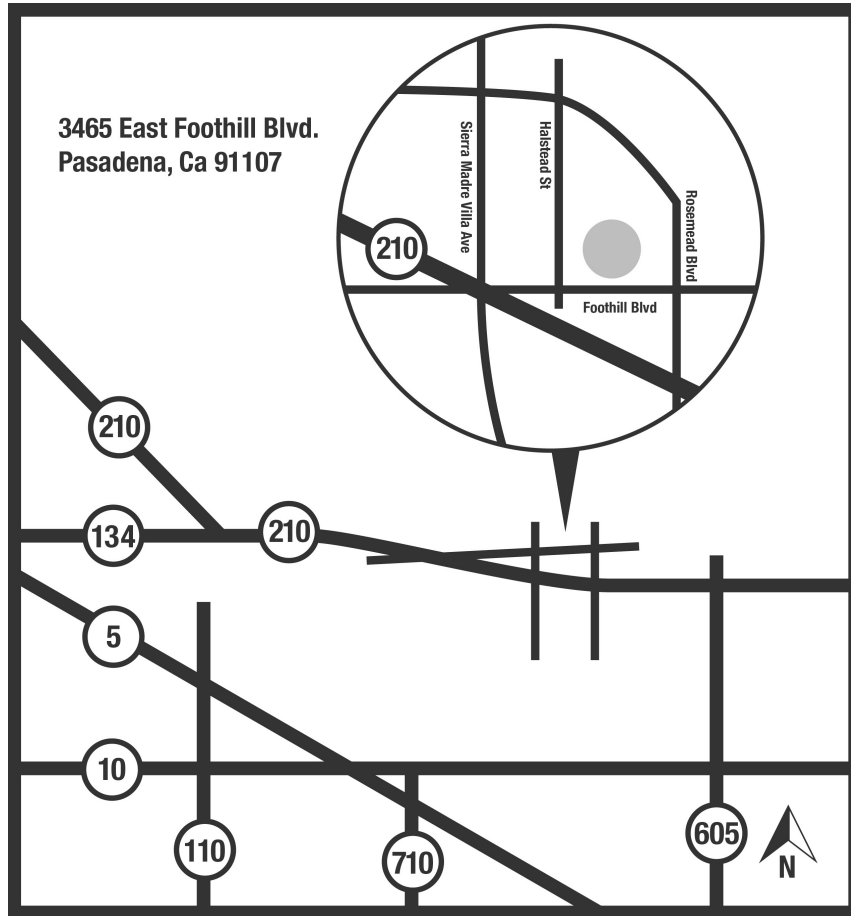 3465 East Foothill Blvd.
Pasadena, Ca 91107
Sierra Madre Villa Ave
Halstead St
Rosemead Blvd
210
Foothill Blvd
210
134
210
5
10
110
710
605
N